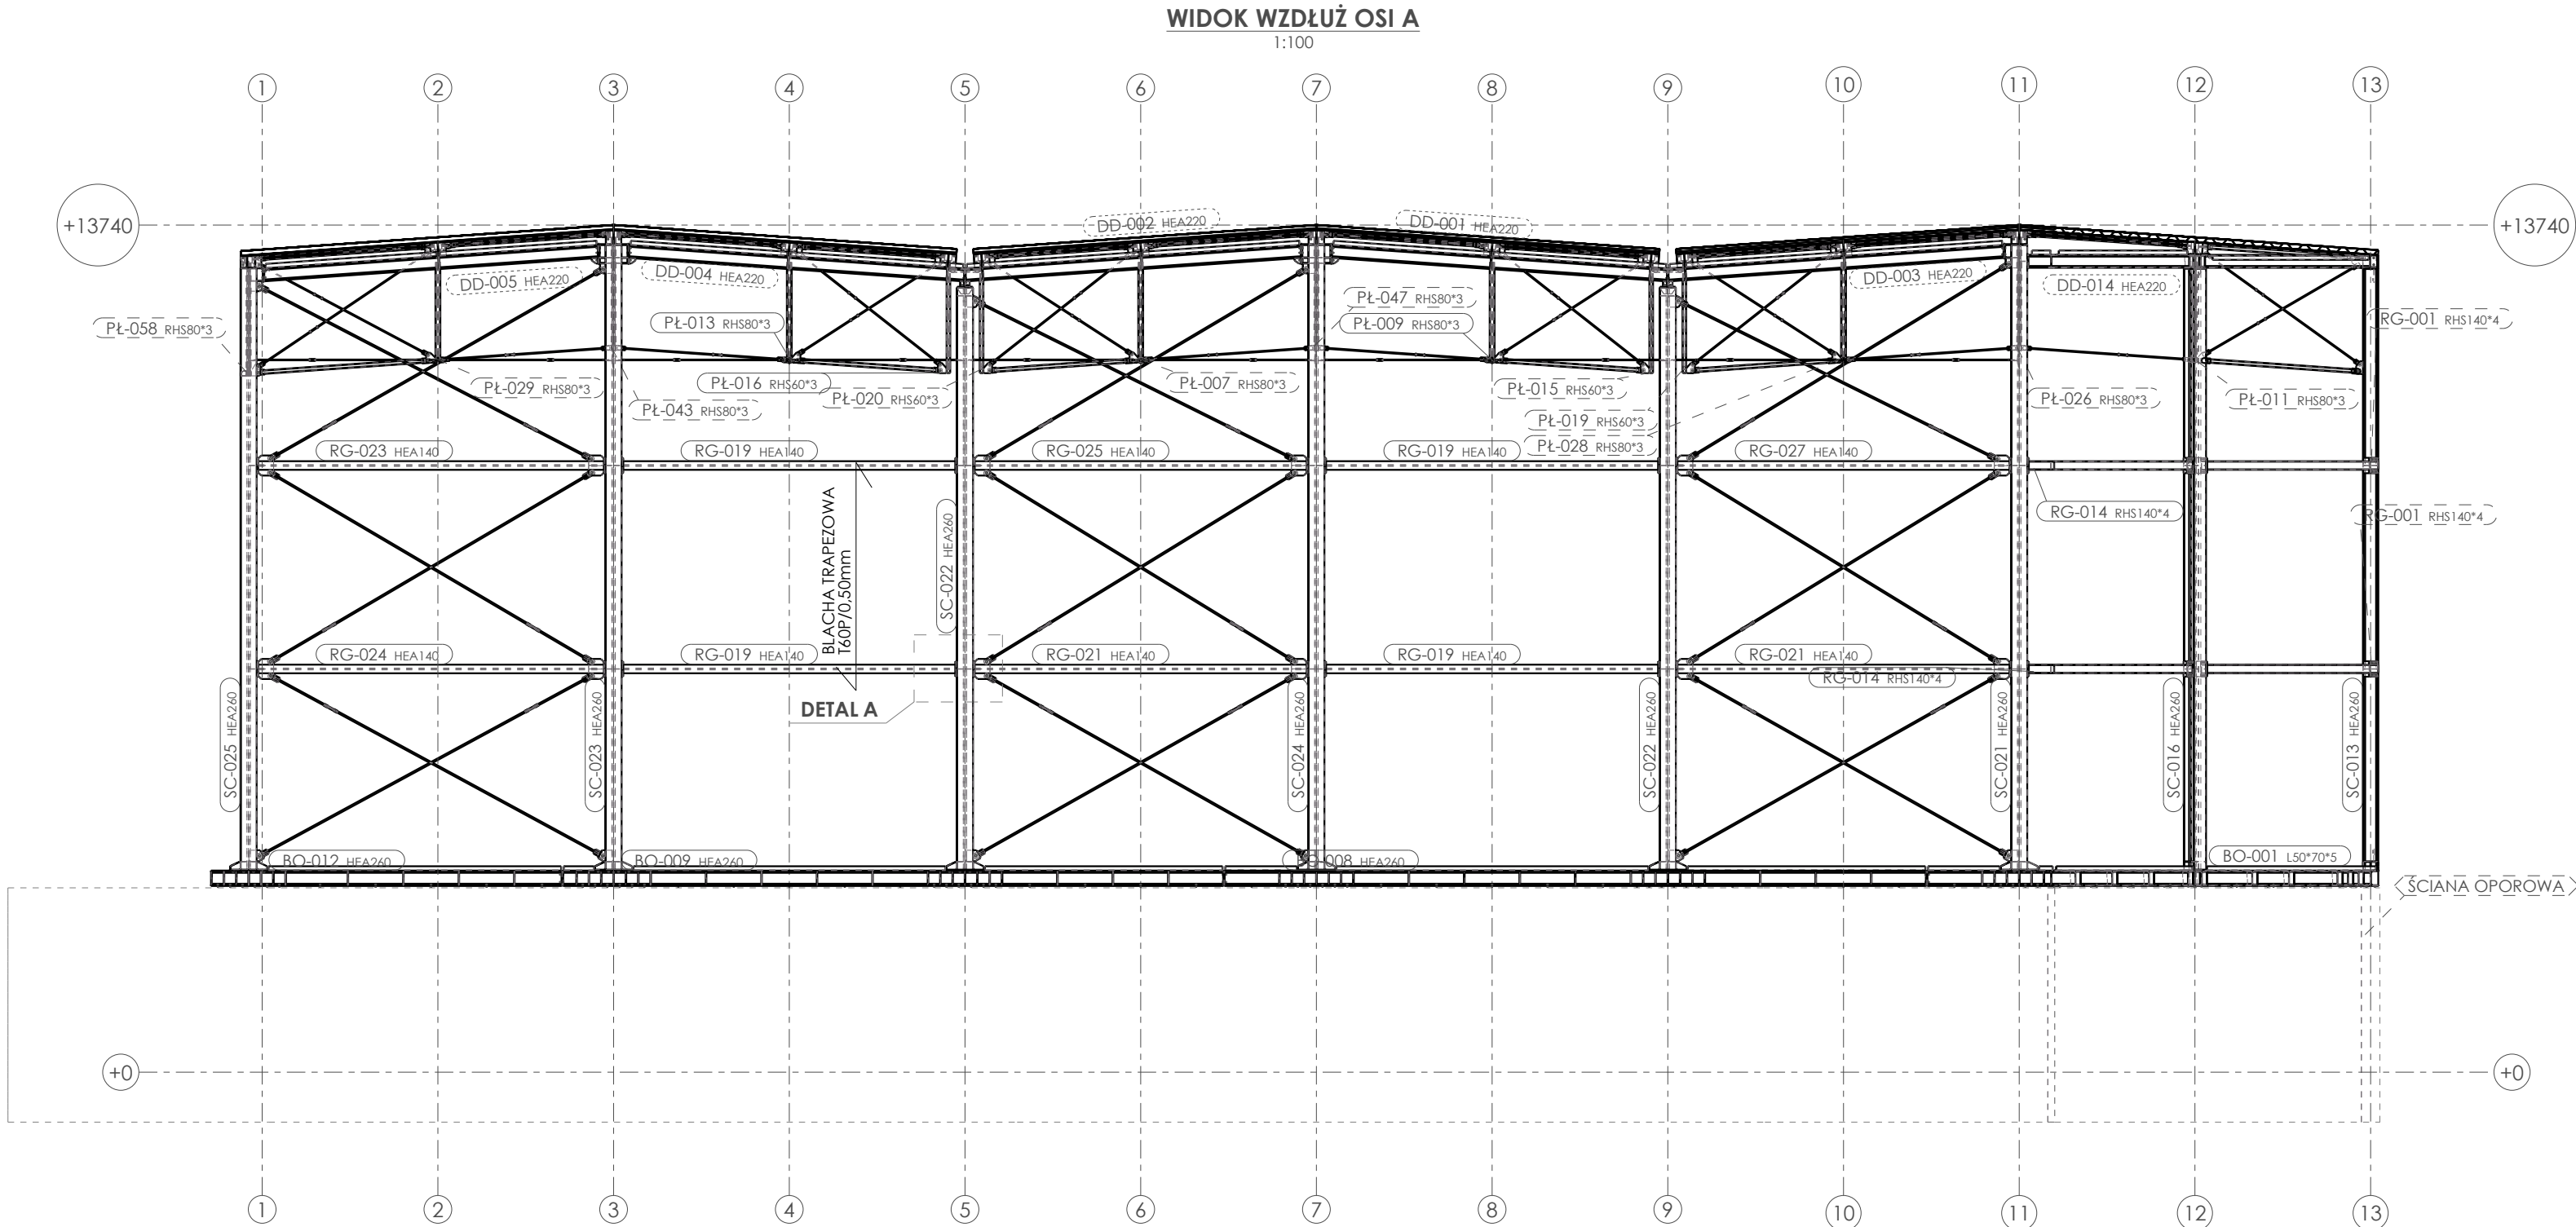 WIDOK WZDŁUŻ OSI A
1:100
1 2 3 4 5 6 7 8 9 10 11 12 13
+13740
+13740
DD-002 HEA220
DD-001 HEA220
DD-005 HEA220
DD-004 HEA220
DD-003 HEA220
DD-014 HEA220
PŁ-058 RHS80*3
PŁ-013 RHS80*3
PŁ-047 RHS80*3
PŁ-009 RHS80*3
RG-001 RHS140*4
PŁ-029 RHS80*3
PŁ-016 RHS60*3
PŁ-020 RHS60*3
PŁ-007 RHS80*3
PŁ-015 RHS60*3
PŁ-043 RHS80*3
PŁ-019 RHS60*3
PŁ-028 RHS80*3
PŁ-026 RHS80*3
PŁ-011 RHS80*3
RG-023 HEA140
RG-019 HEA140
RG-025 HEA140
RG-019 HEA140
RG-027 HEA140
RG-014 RHS140*4
RG-001 RHS140*4
BLACHA TRAPEZOWA
T60P/0,50mm
SC-022 HEA260
RG-024 HEA140
RG-019 HEA140
RG-021 HEA140
RG-019 HEA140
RG-021 HEA140
RG-014 RHS140*4
DETAL A
SC-025 HEA260
SC-023 HEA260
SC-024 HEA260
SC-022 HEA260
SC-021 HEA260
SC-016 HEA260
SC-013 HEA260
BO-012 HEA260
BO-009 HEA260
BO-008 HEA260
BO-001 L50*70*5
ŚCIANA OPOROWA
+0
+0
1 2 3 4 5 6 7 8 9 10 11 12 13